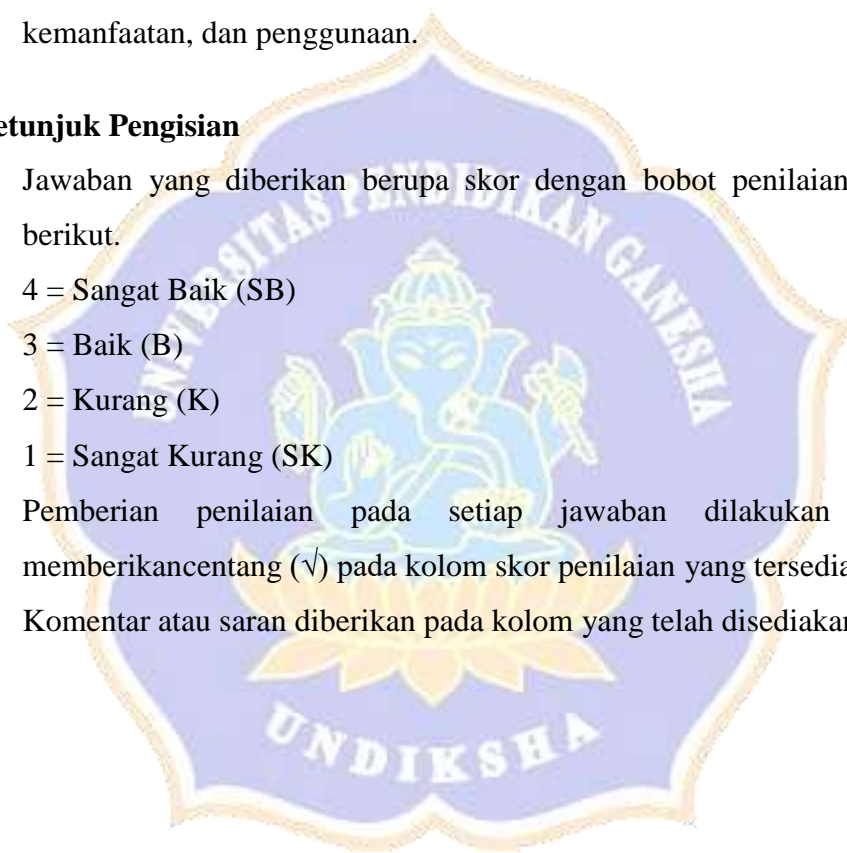 kemanfaatan, dan penggunaan.
etunjuk Pengisian
Jawaban yang diberikan berupa skor dengan bobot penilaian
berikut.
4 = Sangat Baik (SB)
3 = Baik (B)
2 = Kurang (K)
1 = Sangat Kurang (SK)
Pemberian penilaian pada setiap jawaban dilakukan
memberikancentang (√) pada kolom skor penilaian yang tersedia
Komentar atau saran diberikan pada kolom yang telah disediakan
UNIVERSITAS PENDIDIKAN GANESHA
UNDIKSHA